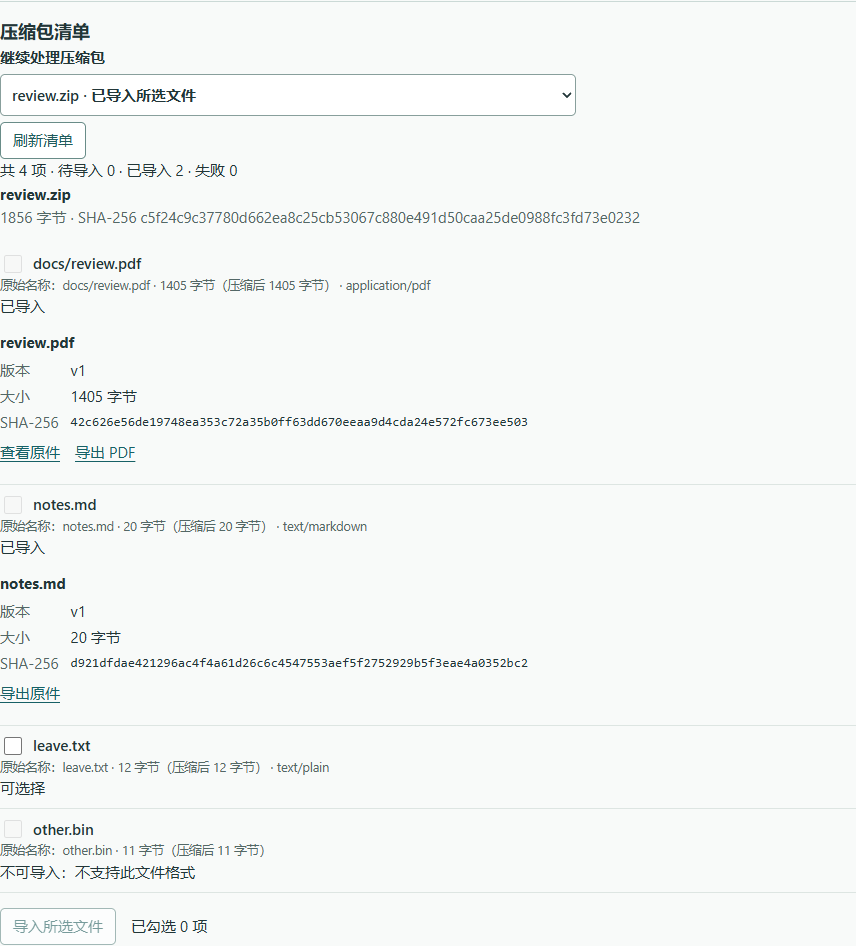 压缩包清单
继续处理压缩包
review.zip · 已导入所选文件
刷新清单
共 4 项 · 待导入 0 · 已导入 2 · 失败 0
review.zip
1856 字节 · SHA-256 c5f24c9c37780d662ea8c25cb53067c880e491d50caa25de0988fc3fd73e0232
docs/review.pdf
原始名称：docs/review.pdf · 1405 字节（压缩后 1405 字节） · application/pdf
已导入
review.pdf
版本 v1
大小 1405 字节
SHA-256 42c626e56de19748ea353c72a35b0ff63dd670eeaa9d4cda24e572fc673ee503
查看原件 导出 PDF
notes.md
原始名称：notes.md · 20 字节（压缩后 20 字节） · text/markdown
已导入
notes.md
版本 v1
大小 20 字节
SHA-256 d921dfdae421296ac4f4a61d26c6c4547553aef5f2752929b5f3eae4a0352bc2
导出原件
leave.txt
原始名称：leave.txt · 12 字节（压缩后 12 字节） · text/plain
可选择
other.bin
原始名称：other.bin · 11 字节（压缩后 11 字节）
不可导入：不支持此文件格式
导入所选文件 已勾选 0 项